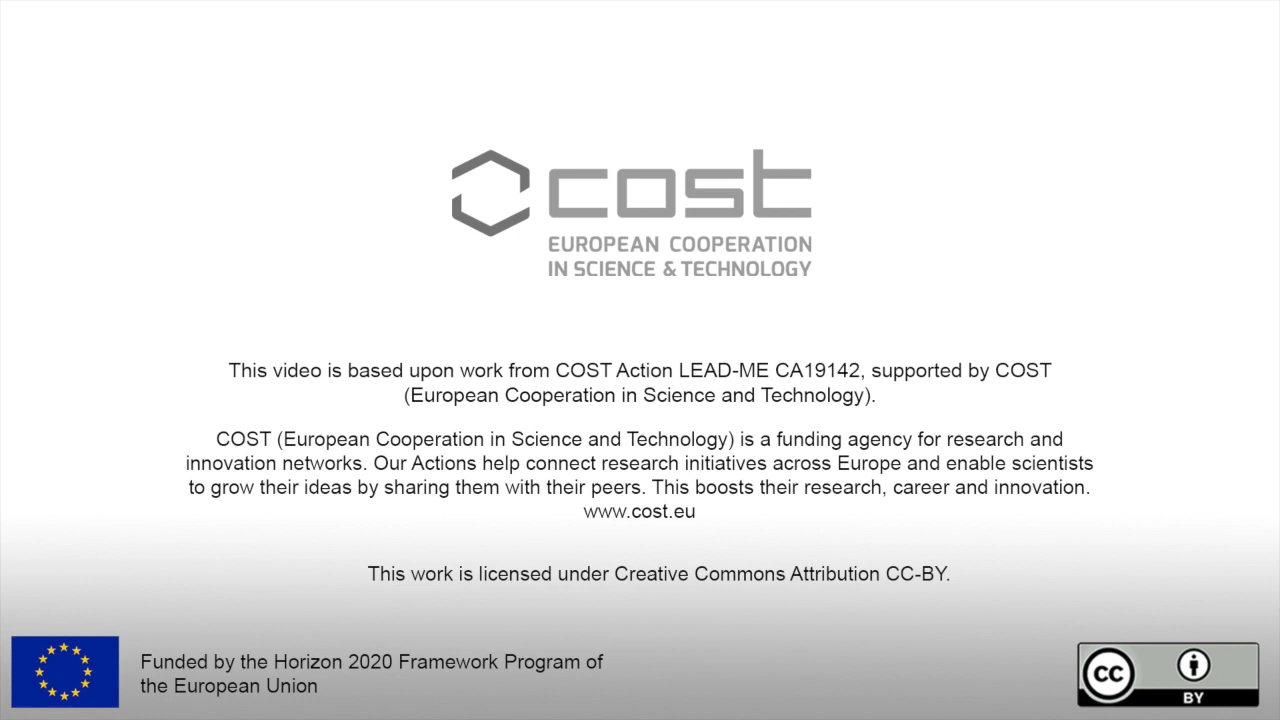 cost
EUROPEAN COOPERATION
IN SCIENCE & TECHNOLOGY
This video is based upon work from COST Action LEAD-ME CA19142, supported by COST
(European Cooperation in Science and Technology).
COST (European Cooperation in Science and Technology) is a funding agency for research and
innovation networks. Our Actions help connect research initiatives across Europe and enable scientists
to grow their ideas by sharing them with their peers. This boosts their research, career and innovation.
www.cost.eu
This work is licensed under Creative Commons Attribution CC-BY.
Funded by the Horizon 2020 Framework Program of
the European Union
cc
BY